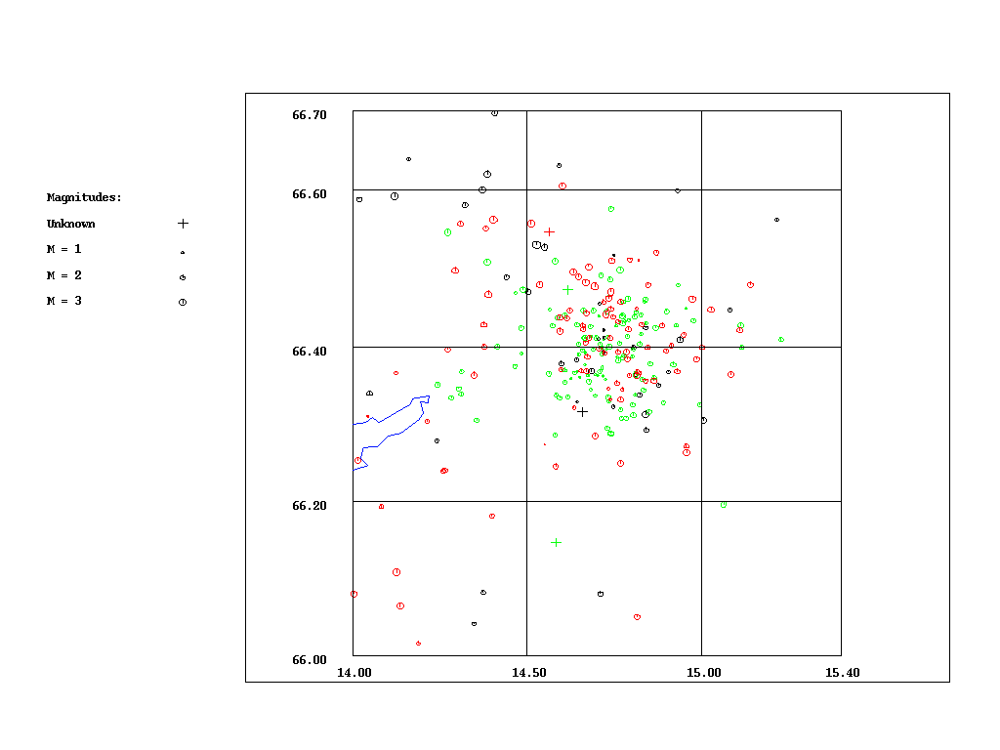 Magnitudes:
Unknown
M = 1
M = 2
M = 3
66.70
66.60
66.40
66.20
66.00
14.00 14.50 15.00 15.40